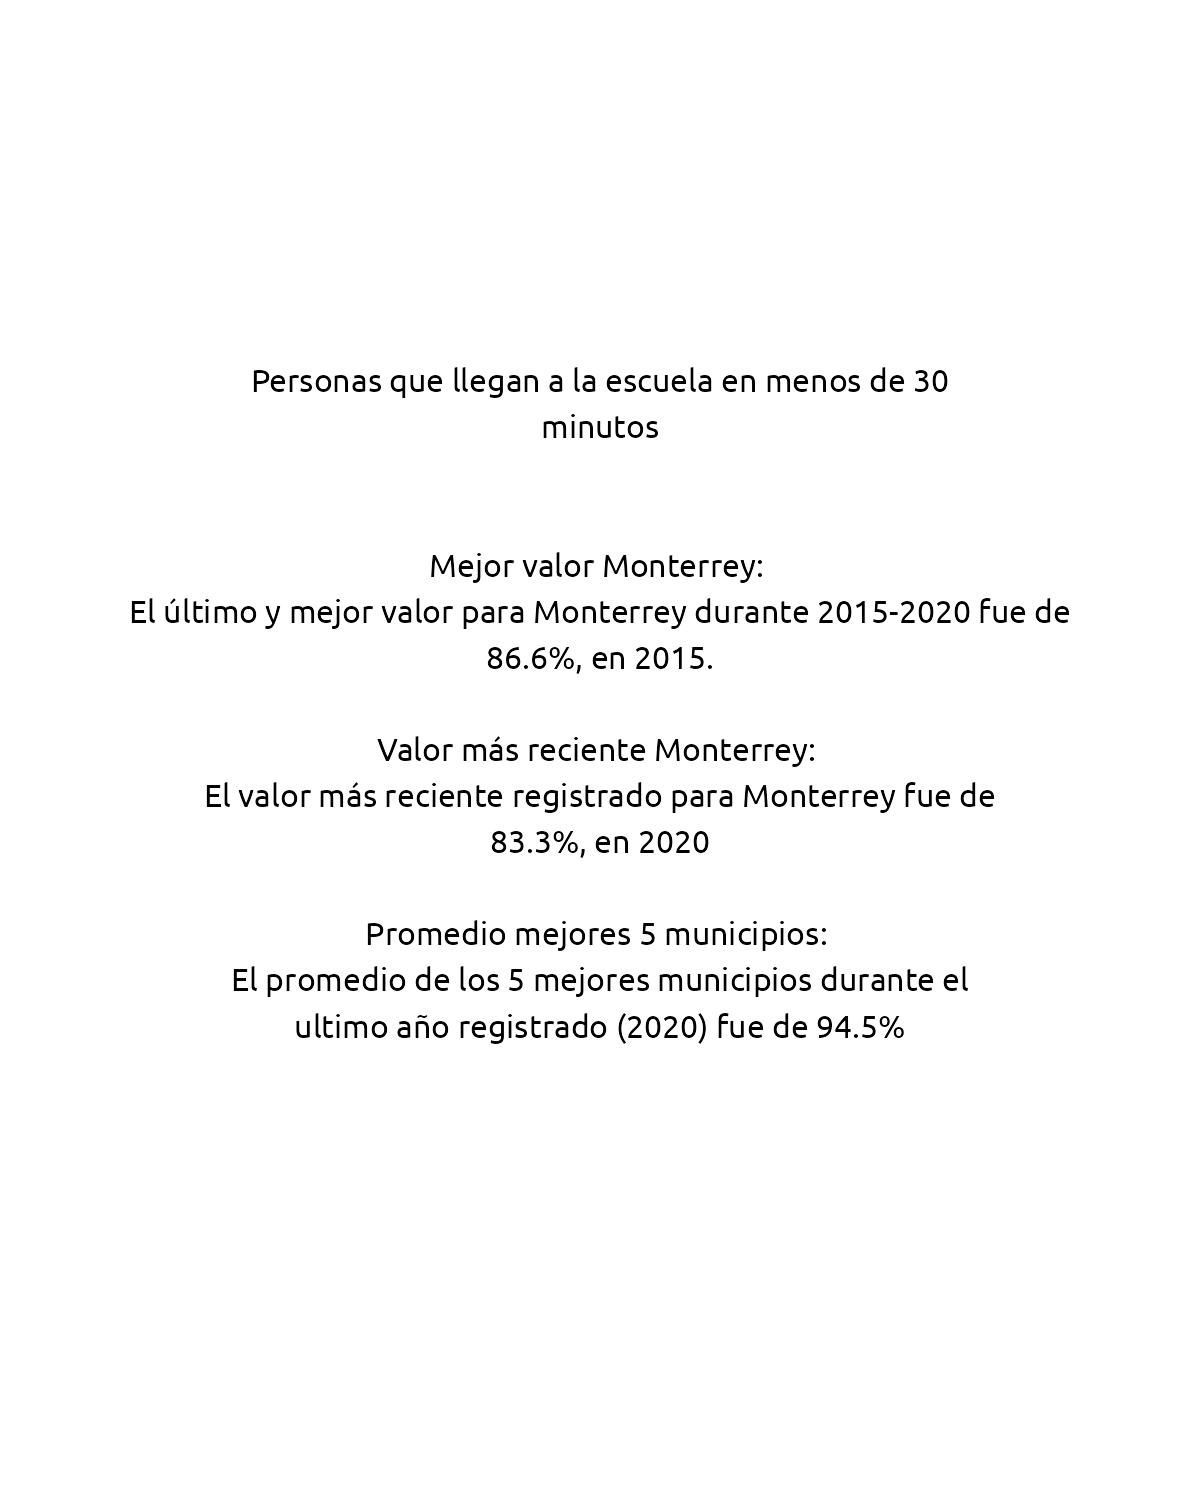 Personas que llegan a la escuela en menos de 30
minutos
Mejor valor Monterrey:
El último y mejor valor para Monterrey durante 2015-2020 fue de
86.6%, en 2015.
Valor más reciente Monterrey:
El valor más reciente registrado para Monterrey fue de
83.3%, en 2020
Promedio mejores 5 municipios:
El promedio de los 5 mejores municipios durante el
ultimo año registrado (2020) fue de 94.5%